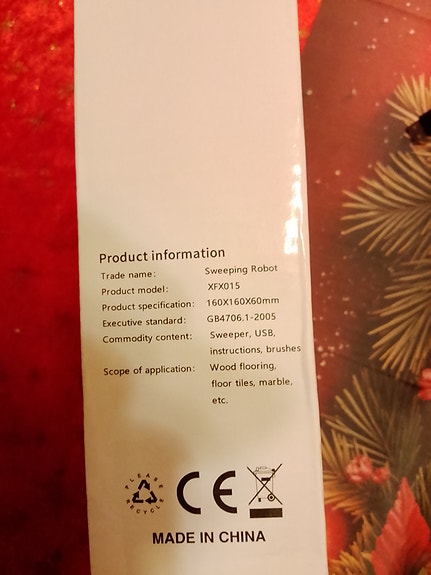 Product information
Trade name: Sweeping Robot
Product model: XFX015
Product specification: 160X160X60mm
Executive standard: GB4706.1-2005
Commodity content: Sweeper, USB,
instructions, brushes
Scope of application: Wood flooring,
floor tiles, marble,
etc.
PLEASE
RECYCLE
CE
MADE IN CHINA